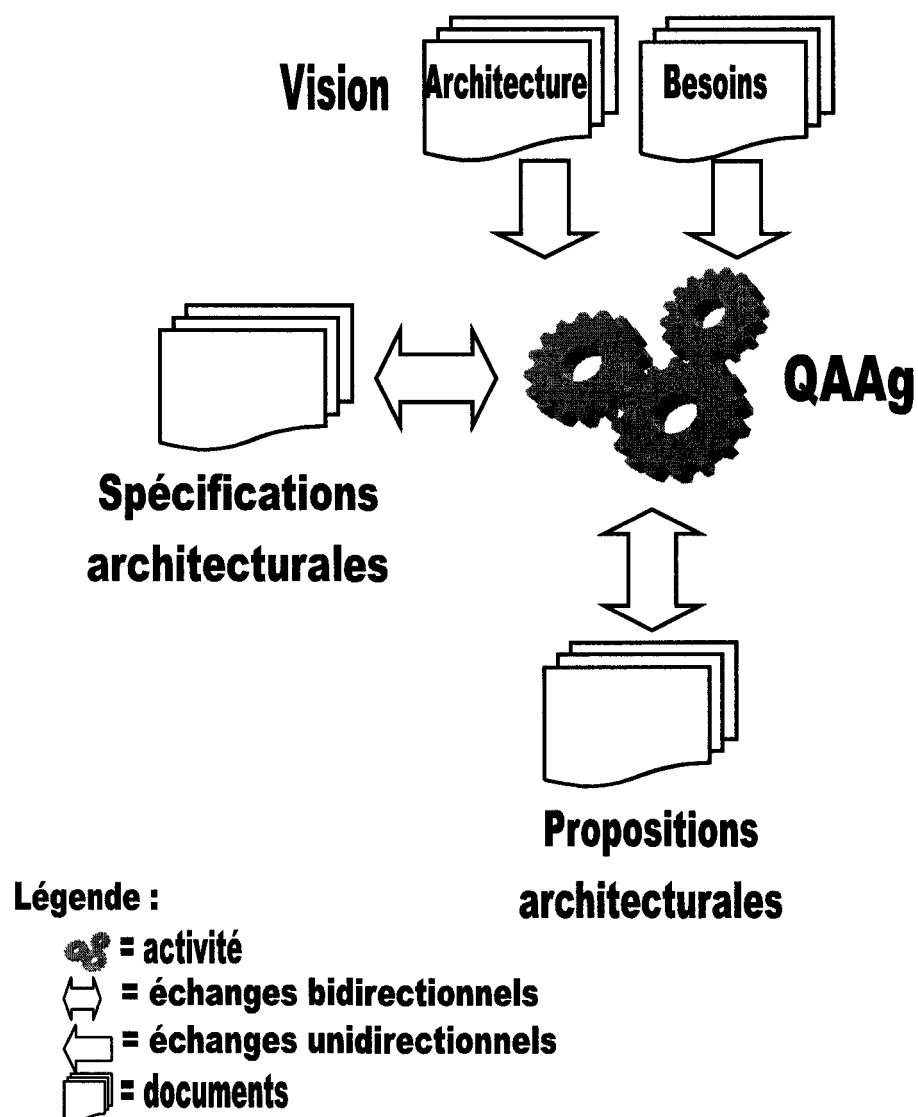 Vision
Architecture
Besoins
QAAg
Spécifications
architecturales
Propositions
architecturales
Légende :
= activité
= échanges bidirectionnels
= échanges unidirectionnels
= documents